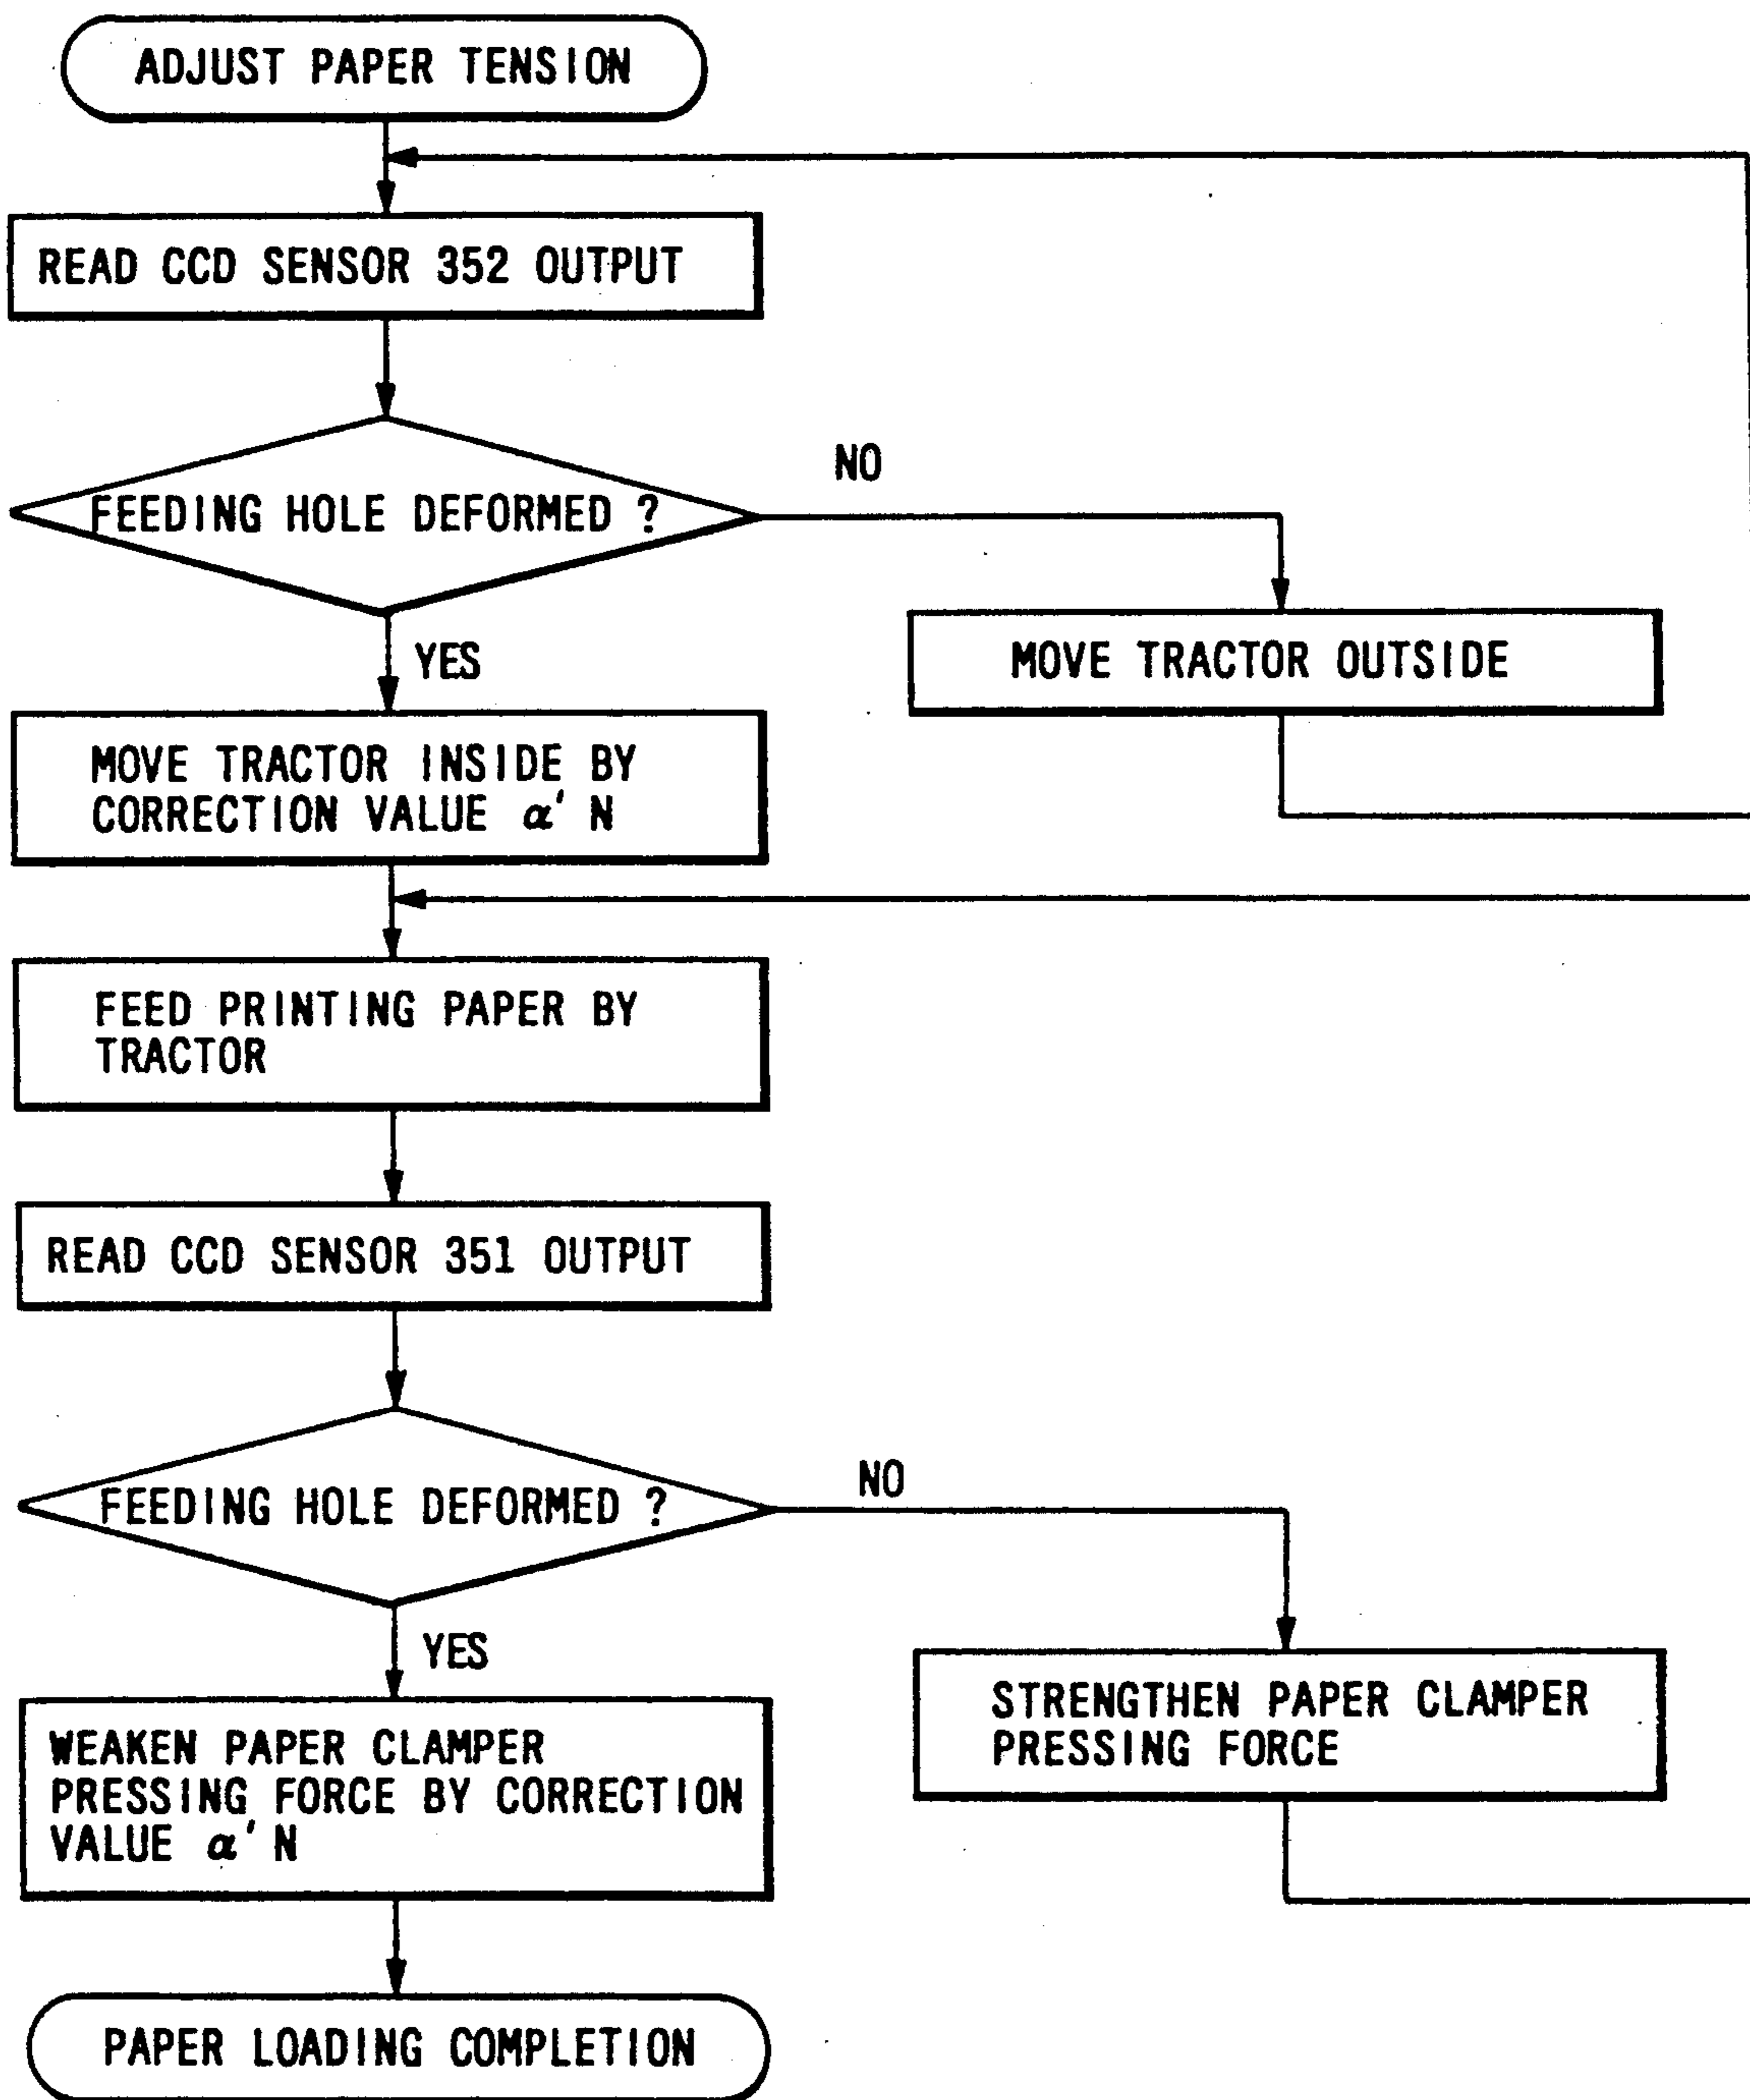 ADJUST PAPER TENSION
READ CCD SENSOR 352 OUTPUT
FEEDING HOLE DEFORMED ?
NO
YES
MOVE TRACTOR OUTSIDE
MOVE TRACTOR INSIDE BY
CORRECTION VALUE α' N
FEED PRINTING PAPER BY
TRACTOR
READ CCD SENSOR 351 OUTPUT
FEEDING HOLE DEFORMED ?
NO
YES
STRENGTHEN PAPER CLAMPER
PRESSING FORCE
WEAKEN PAPER CLAMPER
PRESSING FORCE BY CORRECTION
VALUE α' N
PAPER LOADING COMPLETION